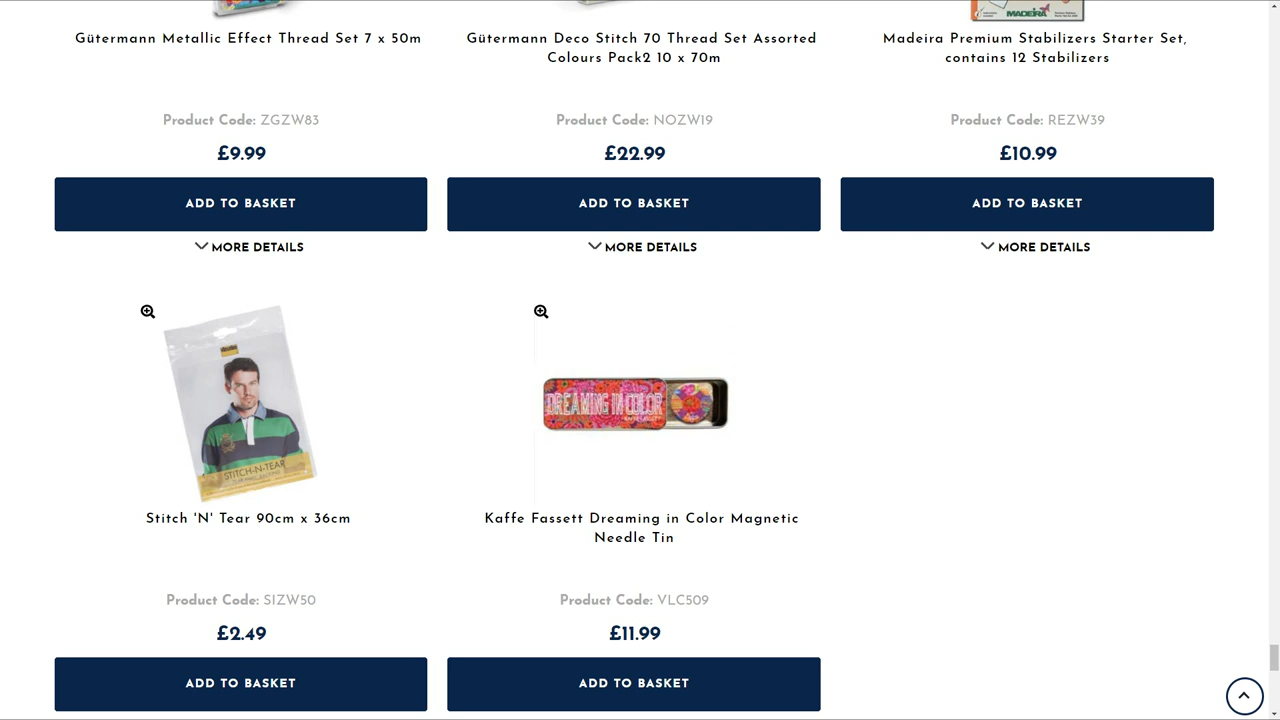 MADEIRA
Gütermann Metallic Effect Thread Set 7 x 50m
Gütermann Deco Stitch 70 Thread Set Assorted
Colours Pack2 10 x 70m
Madeira Premium Stabilizers Starter Set,
contains 12 Stabilizers
Product Code: ZGZW83
Product Code: NOZW19
Product Code: REZW39
£9.99
£22.99
£10.99
ADD TO BASKET
ADD TO BASKET
ADD TO BASKET
MORE DETAILS
MORE DETAILS
MORE DETAILS
STITCH-N-TEAR
DREAMING IN COLOR
Stitch 'N' Tear 90cm x 36cm
Kaffe Fassett Dreaming in Color Magnetic
Needle Tin
Product Code: SIZW50
Product Code: VLC509
£2.49
£11.99
ADD TO BASKET
ADD TO BASKET